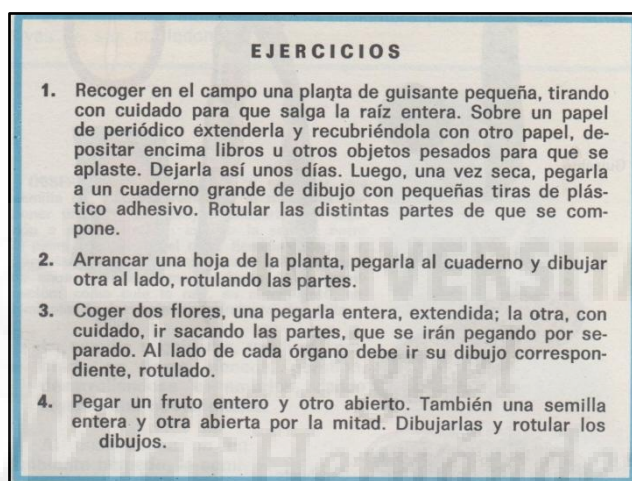 EJERCICIOS
1. Recoger en el campo una planta de guisante pequeña, tirando
con cuidado para que salga la raíz entera. Sobre un papel
de periódico extenderla y recubriéndola con otro papel, de-
positar encima libros u otros objetos pesados para que se
aplaste. Dejarla así unos días. Luego, una vez seca, pegarla
a un cuaderno grande de dibujo con pequeñas tiras de plás-
tico adhesivo. Rotular las distintas partes de que se com-
pone.
2. Arrancar una hoja de la planta, pegarla al cuaderno y dibujar
otra al lado, rotulando las partes.
3. Coger dos flores, una pegarla entera, extendida; la otra, con
cuidado, ir sacando las partes, que se irán pegando por se-
parado. Al lado de cada órgano debe ir su dibujo correspon-
diente, rotulado.
4. Pegar un fruto entero y otro abierto. También una semilla
entera y otra abierta por la mitad. Dibujarlas y rotular los
dibujos.
UNIVERSITA
Miguel
Hernández